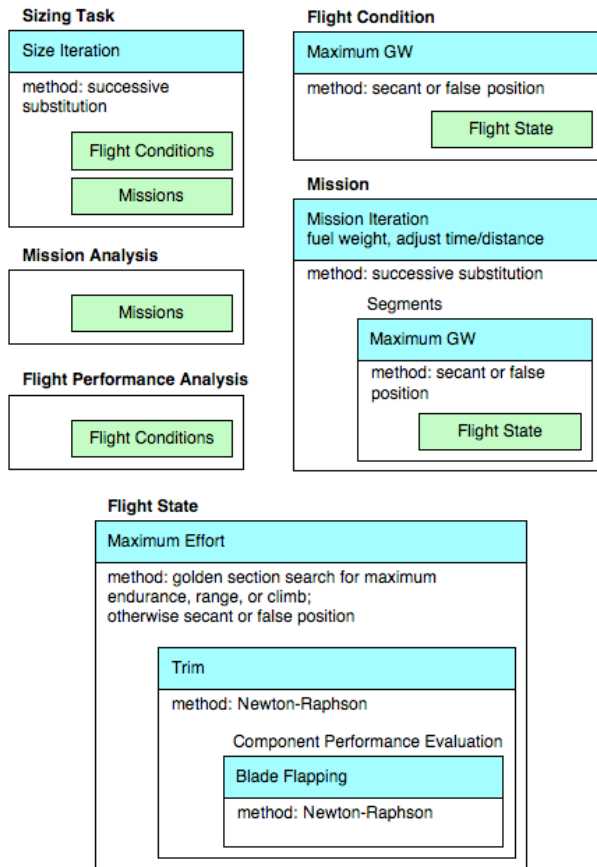 Sizing Task
Size Iteration
method: successive
substitution
Flight Conditions
Missions
Mission Analysis
Missions
Flight Performance Analysis
Flight Conditions
Flight Condition
Maximum GW
method: secant or false position
Flight State
Mission
Mission Iteration
fuel weight, adjust time/distance
method: successive substitution
Segments
Maximum GW
method: secant or false
position
Flight State
Flight State
Maximum Effort
method: golden section search for maximum
endurance, range, or climb;
otherwise secant or false position
Trim
method: Newton-Raphson
Component Performance Evaluation
Blade Flapping
method: Newton-Raphson